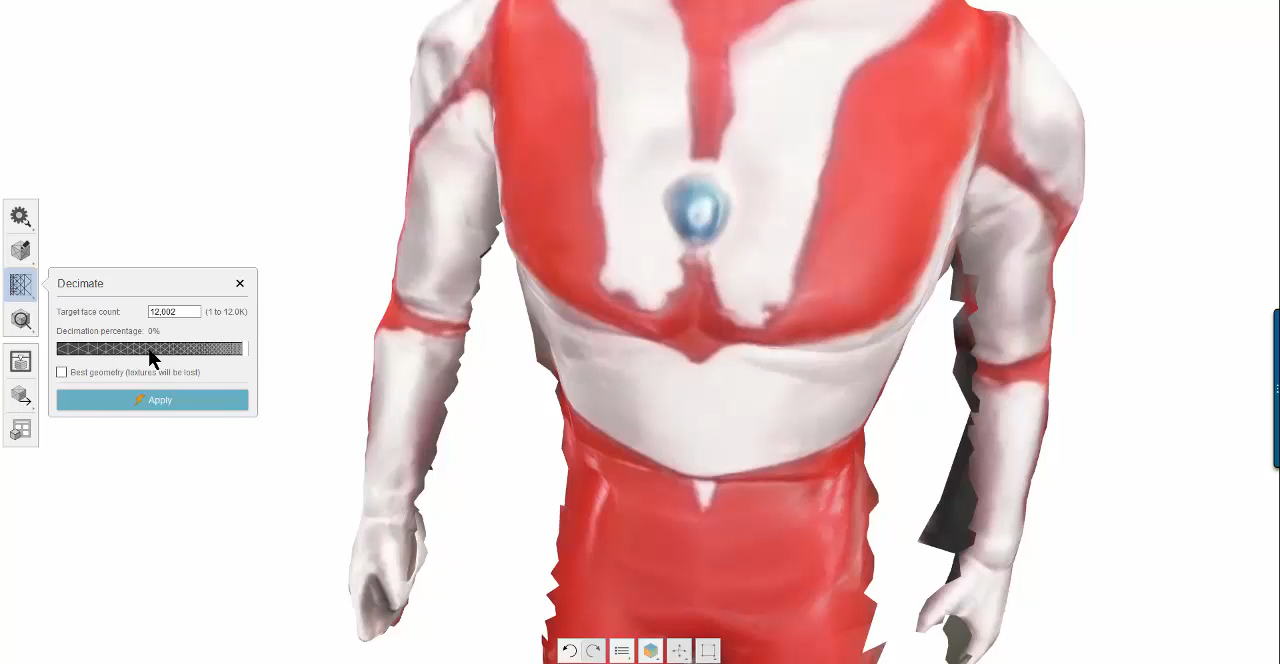 Decimate
Target face count: 12,002 (1 to 12.0K)
Decimation percentage: 0%
Best geometry (textures will be lost)
Apply